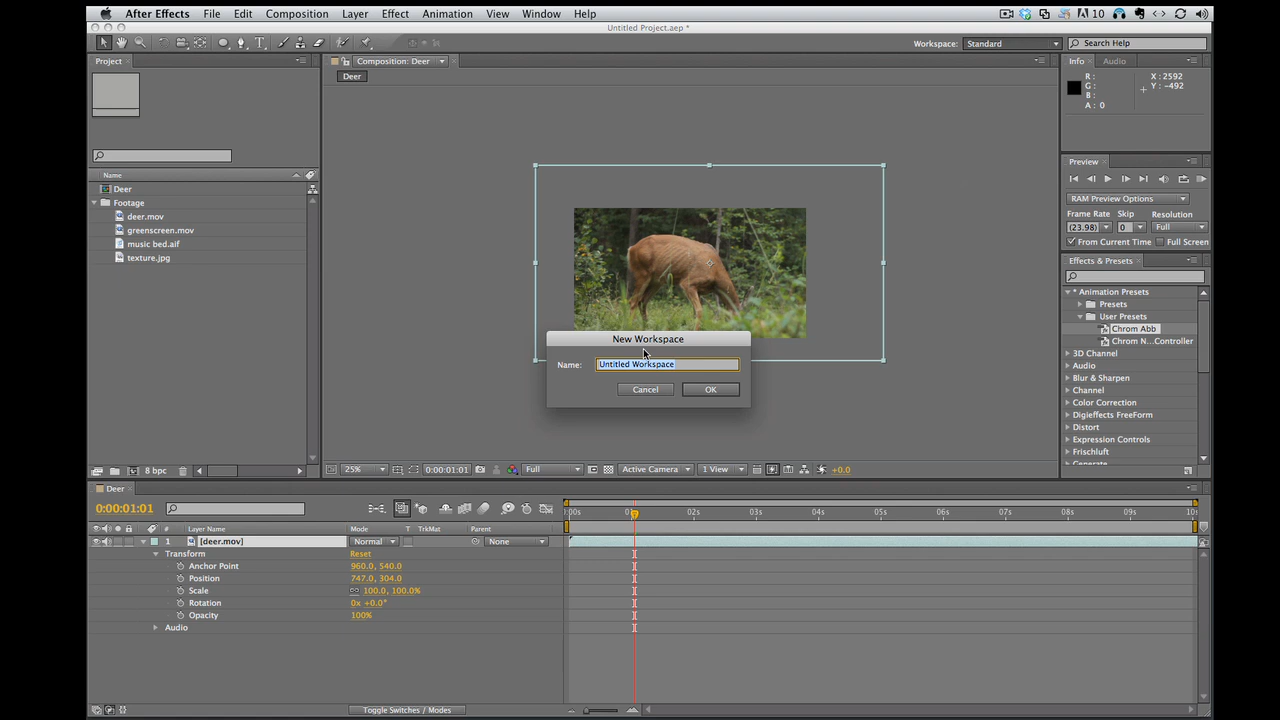 After Effects File Edit Composition Layer Effect Animation View Window Help 10
Untitled Project.aep *
Workspace: Standard Search Help
Project
Composition: Deer
Info Audio
Deer
R :
G :
B :
A : 0
X : 2592
Y : -492
Preview
RAM Preview Options
Frame Rate Skip Resolution
(23.98) 0 Full
From Current Time Full Screen
Name
Deer
Footage
deer.mov
greenscreen.mov
music bed.aif
texture.jpg
8 bpc
Effects & Presets
* Animation Presets
Presets
User Presets
Chrom Abb
Chrom N...Controller
3D Channel
Audio
Blur & Sharpen
Channel
Color Correction
Digieffects FreeForm
Distort
Expression Controls
Frischluft
Generate
New Workspace
Name: Untitled Workspace
Cancel OK
25% 0:00:01:01 Full Active Camera 1 View +0.0
Deer
0:00:01:01
:00s 02s 03s 04s 05s 06s 07s 08s 09s 10s
# Layer Name Mode T TrkMat Parent
1 [deer.mov] Normal None
Transform Reset
Anchor Point 960.0, 540.0
Position 747.0, 304.0
Scale 100.0, 100.0%
Rotation 0x +0.0°
Opacity 100%
Audio
Toggle Switches / Modes